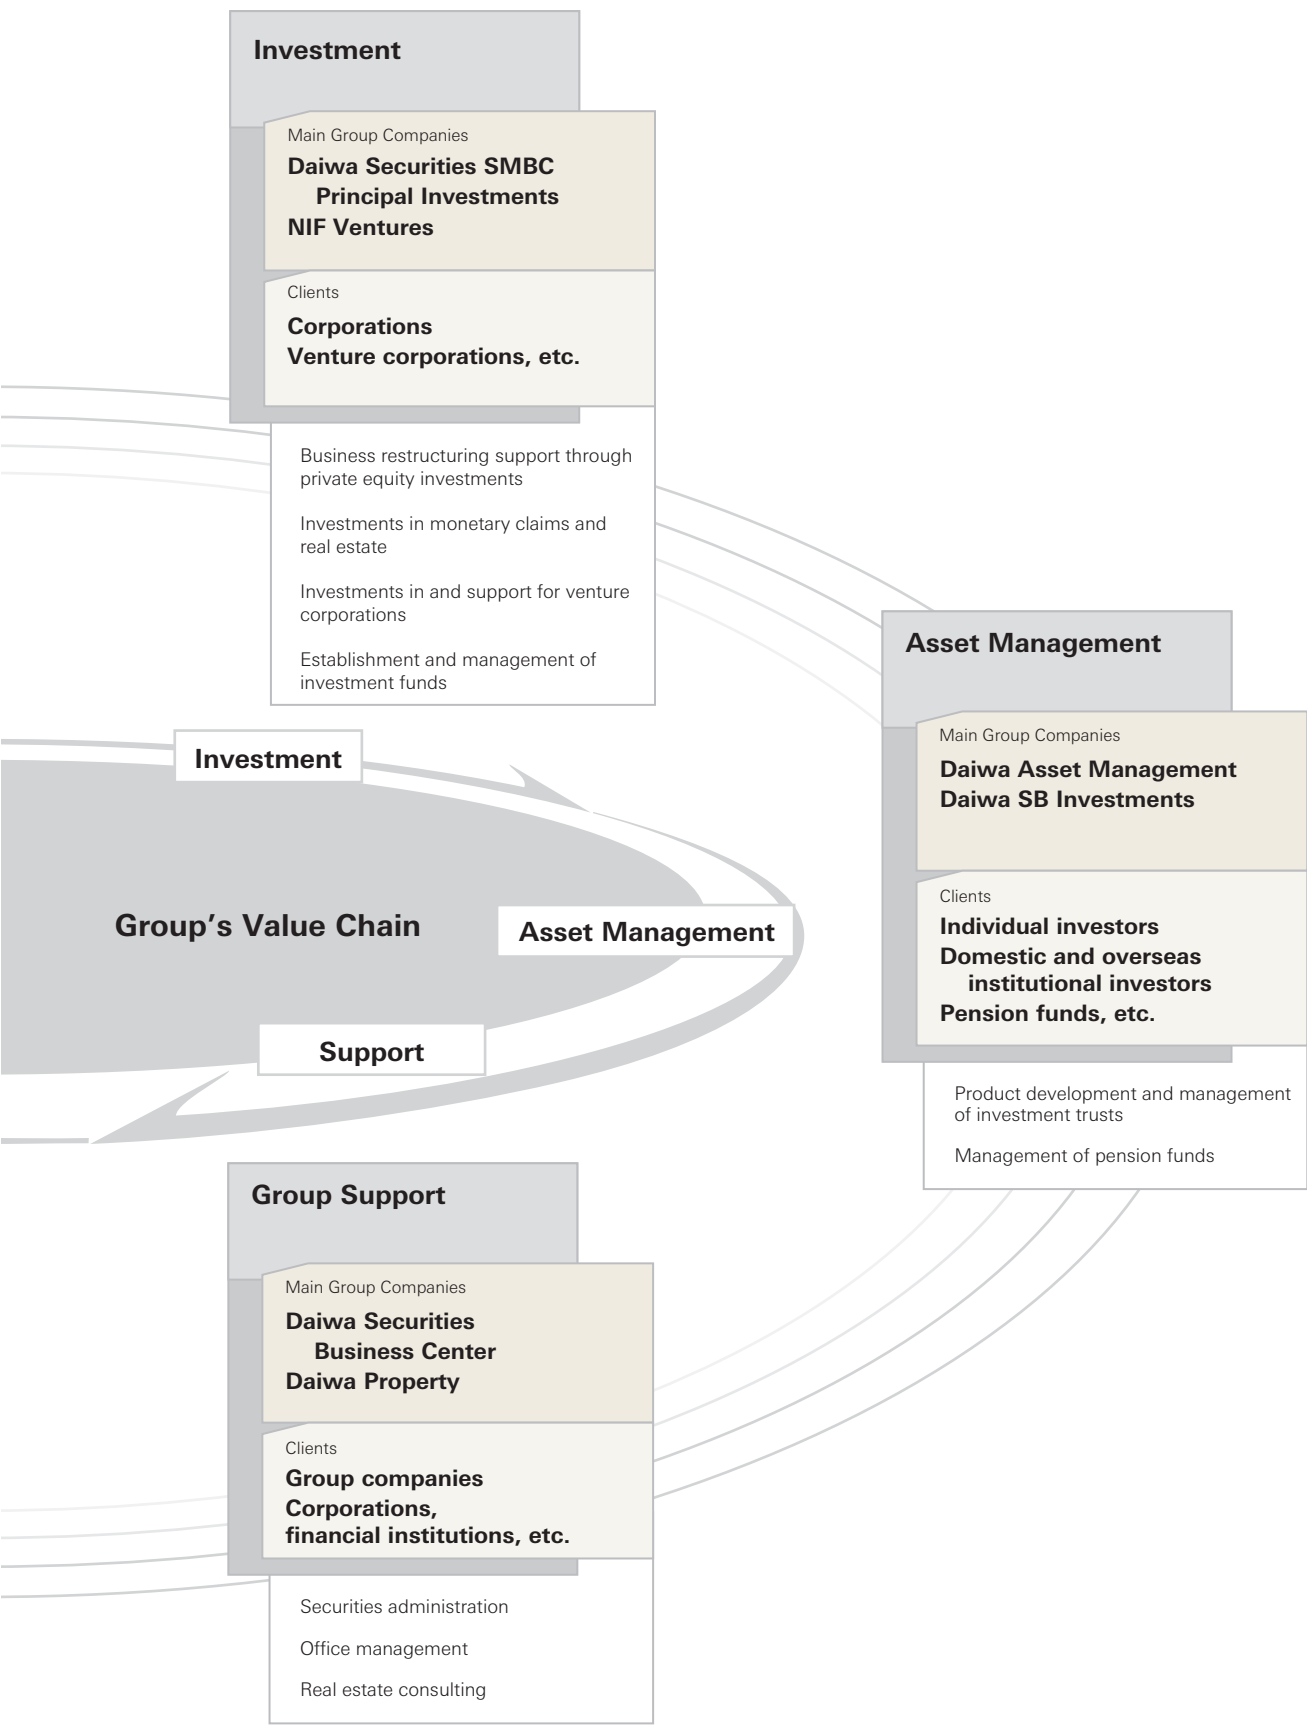 Investment
Main Group Companies
Daiwa Securities SMBC
Principal Investments
NIF Ventures
Clients
Corporations
Venture corporations, etc.
Business restructuring support through
private equity investments
Investments in monetary claims and
real estate
Investments in and support for venture
corporations
Establishment and management of
investment funds
Asset Management
Main Group Companies
Daiwa Asset Management
Daiwa SB Investments
Clients
Individual investors
Domestic and overseas
institutional investors
Pension funds, etc.
Product development and management
of investment trusts
Management of pension funds
Investment
Group’s Value Chain
Asset Management
Support
Group Support
Main Group Companies
Daiwa Securities
Business Center
Daiwa Property
Clients
Group companies
Corporations,
financial institutions, etc.
Securities administration
Office management
Real estate consulting